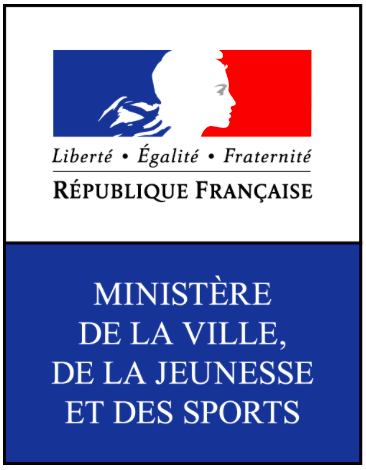 Liberté • Égalité • Fraternité
RÉPUBLIQUE FRANÇAISE
MINISTÈRE
DE LA VILLE,
DE LA JEUNESSE
ET DES SPORTS